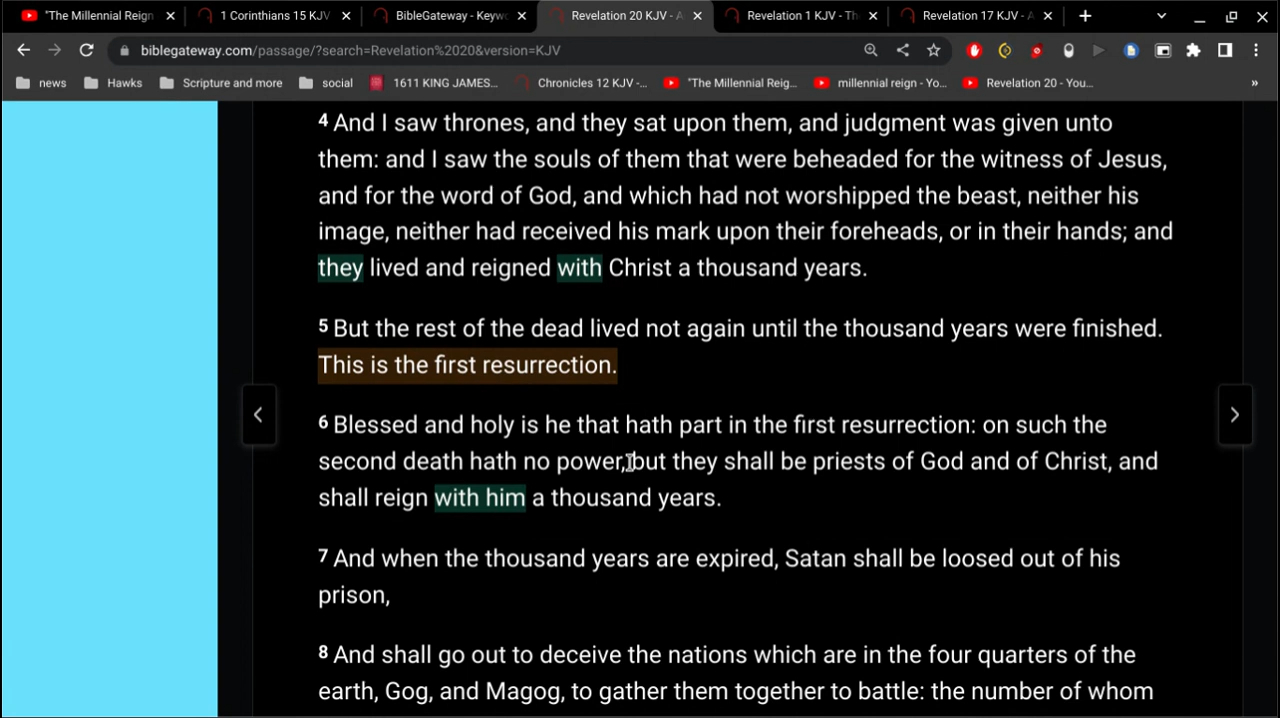 "The Millennial Reign
1 Corinthians 15 KJV
BibleGateway - Keyw
Revelation 20 KJV - A
Revelation 1 KJV - Th
Revelation 17 KJV - A
biblegateway.com/passage/?search=Revelation%2020&version=KJV
news
Hawks
Scripture and more
social
1611 KING JAMES...
Chronicles 12 KJV -...
"The Millennial Reig...
millennial reign - Yo...
Revelation 20 - You...
»
4 And I saw thrones, and they sat upon them, and judgment was given unto
them: and I saw the souls of them that were beheaded for the witness of Jesus,
and for the word of God, and which had not worshipped the beast, neither his
image, neither had received his mark upon their foreheads, or in their hands; and
they lived and reigned with Christ a thousand years.
5 But the rest of the dead lived not again until the thousand years were finished.
This is the first resurrection.
6 Blessed and holy is he that hath part in the first resurrection: on such the
second death hath no power, but they shall be priests of God and of Christ, and
shall reign with him a thousand years.
7 And when the thousand years are expired, Satan shall be loosed out of his
prison,
8 And shall go out to deceive the nations which are in the four quarters of the
earth, Gog, and Magog, to gather them together to battle: the number of whom